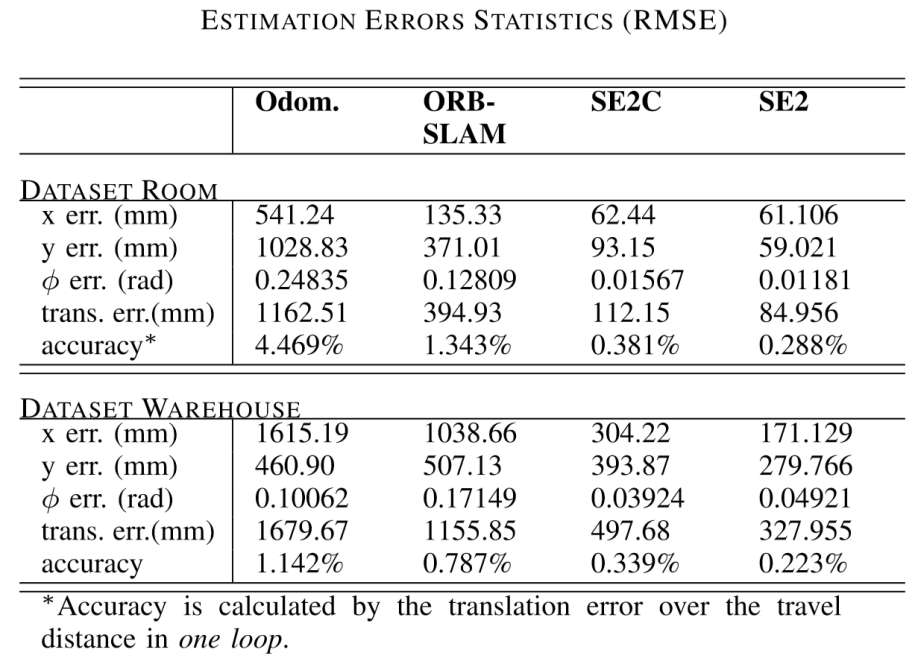 ESTIMATION ERRORS STATISTICS (RMSE)
Odom. ORB-SLAM SE2C SE2
DATASET ROOM
x err. (mm) 541.24 135.33 62.44 61.106
y err. (mm) 1028.83 371.01 93.15 59.021
ϕ err. (rad) 0.24835 0.12809 0.01567 0.01181
trans. err.(mm) 1162.51 394.93 112.15 84.956
accuracy* 4.469% 1.343% 0.381% 0.288%
DATASET WAREHOUSE
x err. (mm) 1615.19 1038.66 304.22 171.129
y err. (mm) 460.90 507.13 393.87 279.766
ϕ err. (rad) 0.10062 0.17149 0.03924 0.04921
trans. err.(mm) 1679.67 1155.85 497.68 327.955
accuracy 1.142% 0.787% 0.339% 0.223%
*Accuracy is calculated by the translation error over the travel
distance in one loop.